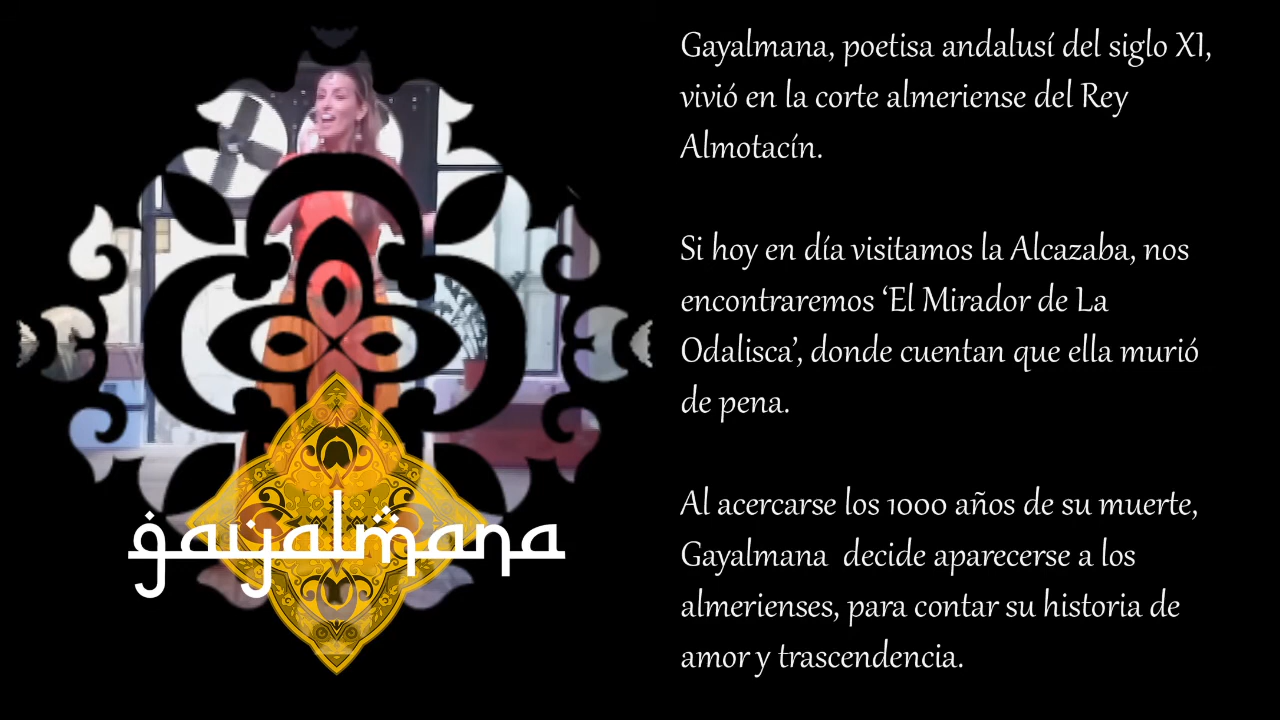 gayalmana
Gayalmana, poetisa andalusí del siglo XI,
vivió en la corte almeriense del Rey
Almotacín.
Si hoy en día visitamos la Alcazaba, nos
encontraremos ‘El Mirador de La
Odalisca’, donde cuentan que ella murió
de pena.
Al acercarse los 1000 años de su muerte,
Gayalmana  decide aparecerse a los
almerienses, para contar su historia de
amor y trascendencia.